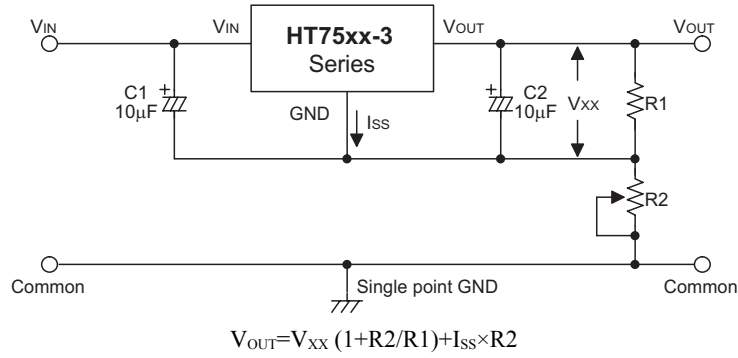 VIN VIN HT75xx-3 VOUT VOUT
Series
C1
10μF
GND
ISS
C2
10μF
VXX
R1
R2
Common
Single point GND
Common
VOUT=VXX (1+R2/R1)+ISS×R2